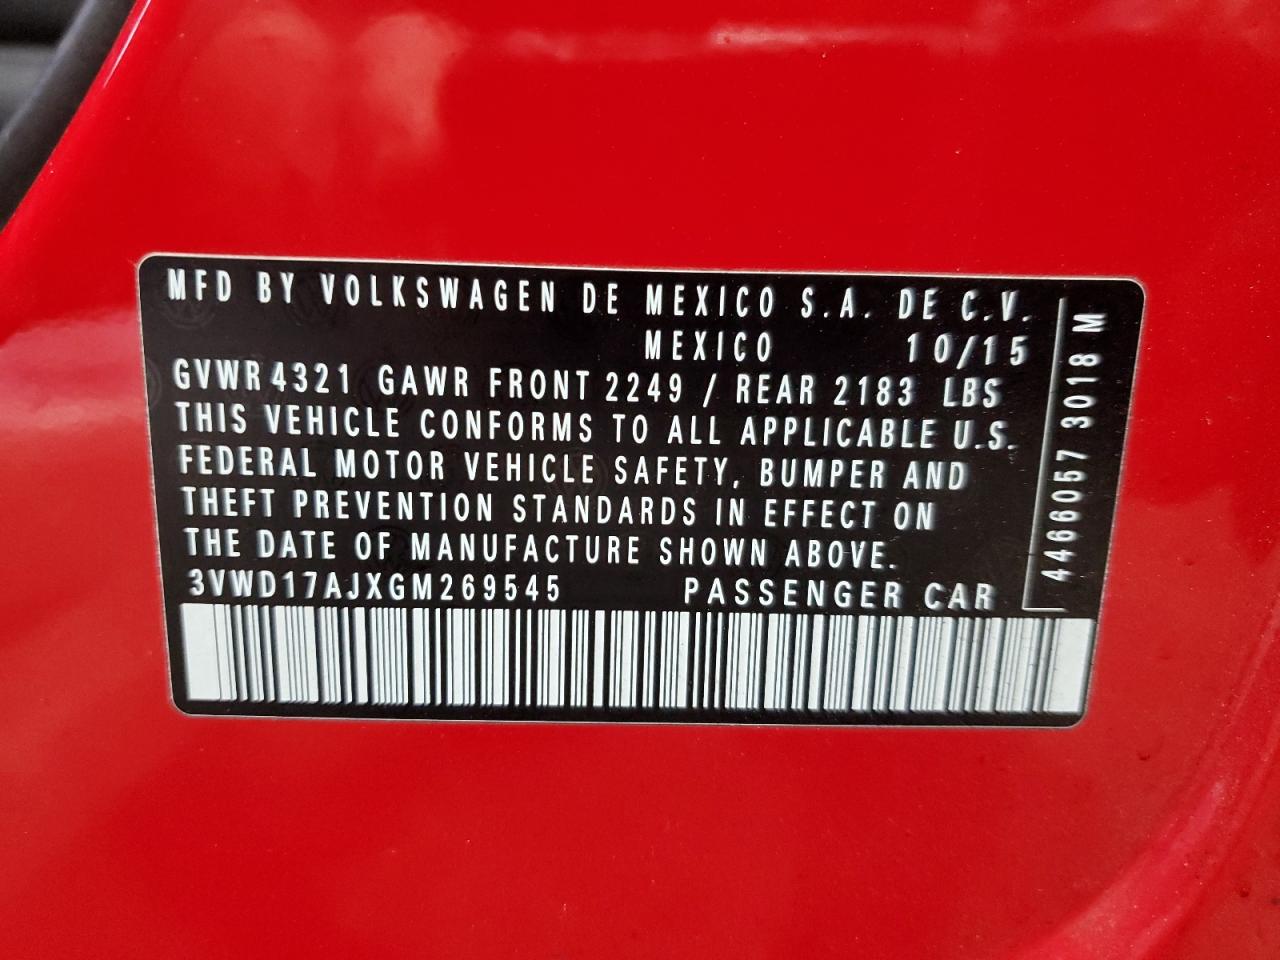 MFD BY VOLKSWAGEN DE MEXICO S.A. DE C.V.
MEXICO 10/15
GVWR 4321 GAWR FRONT 2249 / REAR 2183 LBS
THIS VEHICLE CONFORMS TO ALL APPLICABLE U.S.
FEDERAL MOTOR VEHICLE SAFETY, BUMPER AND
THEFT PREVENTION STANDARDS IN EFFECT ON
THE DATE OF MANUFACTURE SHOWN ABOVE.
3VWD17AJXGM269545 PASSENGER CAR
4466057 3018 M